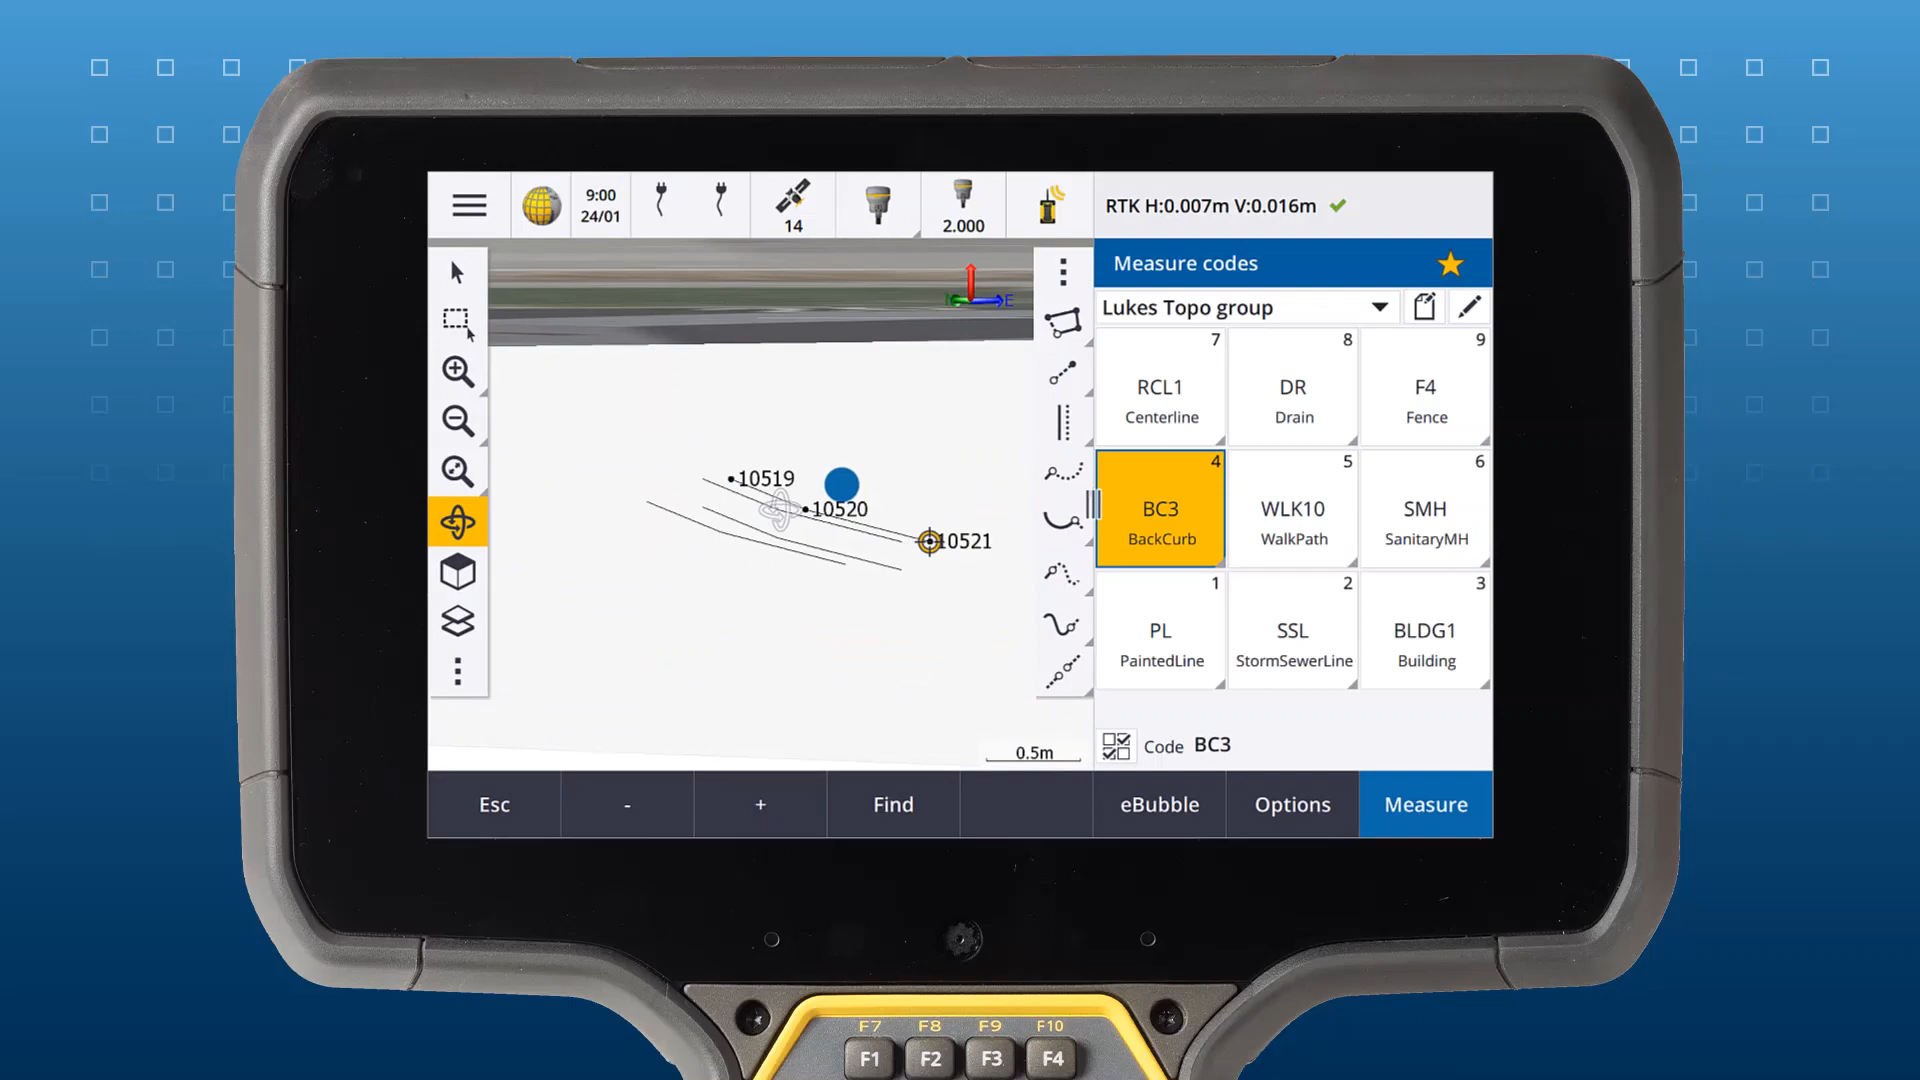 9:00
24/01
14
2.000
RTK H:0.007m V:0.016m
E
Measure codes
Lukes Topo group
7
RCL1
Centerline
8
DR
Drain
9
F4
Fence
4
BC3
BackCurb
5
WLK10
WalkPath
6
SMH
SanitaryMH
1
PL
PaintedLine
2
SSL
StormSewerLine
3
BLDG1
Building
10519
10520
10521
0.5m
Code BC3
Esc - + Find eBubble Options Measure
F7 F8 F9 F10
F1 F2 F3 F4